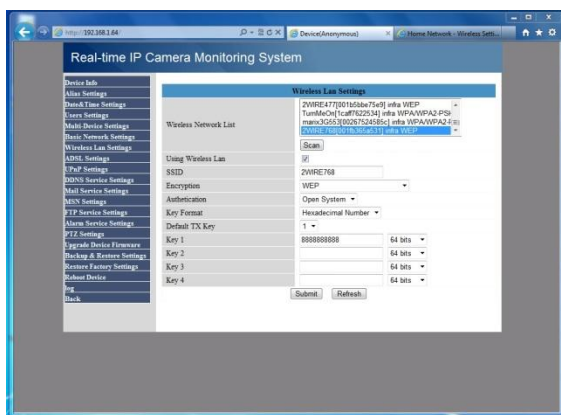 http://192.168.1.64/
Device(Anonymous)
Home Network - Wireless Setti...
Real-time IP Camera Monitoring System
Device Info
Alias Settings
Date&Time Settings
Users Settings
Multi-Device Settings
Basic Network Settings
Wireless Lan Settings
ADSL Settings
UPnP Settings
DDNS Service Settings
Mail Service Settings
MSN Settings
FTP Service Settings
Alarm Service Settings
PTZ Settings
Upgrade Device Firmware
Backup & Restore Settings
Restore Factory Settings
Reboot Device
log
Back
Wireless Lan Settings
Wireless Network List
2WIRE477[001b5bbe75e9] infra WEP
TurnMeOn[1caff7622534] infra WPA/WPA2-PSK
marix3G553[00267524585c] infra WPA/WPA2-
2WIRE768[001fb365a531] infra WEP
Scan
Using Wireless Lan
SSID 2WIRE768
Encryption WEP
Authetication Open System
Key Format Hexadecimal Number
Default TX Key 1
Key 1 8888888888 64 bits
Key 2 64 bits
Key 3 64 bits
Key 4 64 bits
Submit Refresh